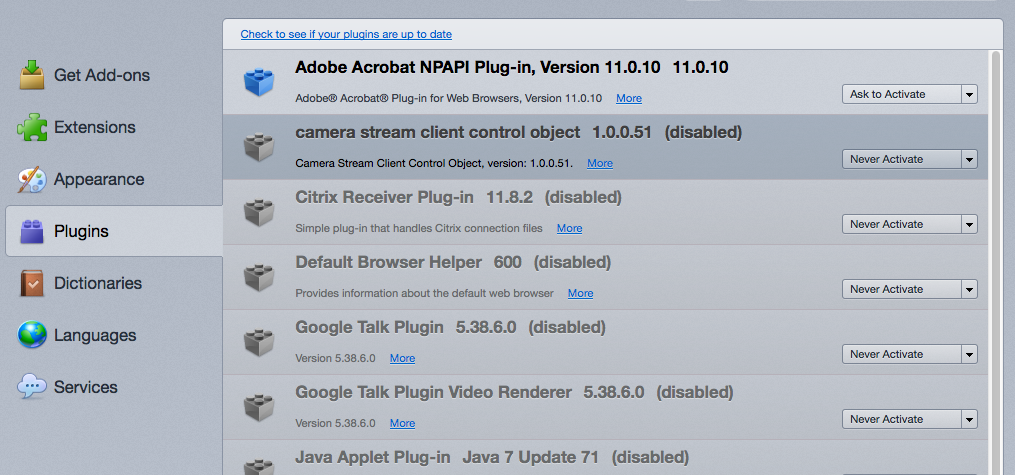 Check to see if your plugins are up to date
Get Add-ons
Extensions
Appearance
Plugins
Dictionaries
Languages
Services
Adobe Acrobat NPAPI Plug-in, Version 11.0.10 11.0.10
Adobe® Acrobat® Plug-in for Web Browsers, Version 11.0.10 More
Ask to Activate
camera stream client control object 1.0.0.51 (disabled)
Camera Stream Client Control Object, version: 1.0.0.51. More
Never Activate
Citrix Receiver Plug-in 11.8.2 (disabled)
Simple plug-in that handles Citrix connection files More
Never Activate
Default Browser Helper 600 (disabled)
Provides information about the default web browser More
Never Activate
Google Talk Plugin 5.38.6.0 (disabled)
Version 5.38.6.0 More
Never Activate
Google Talk Plugin Video Renderer 5.38.6.0 (disabled)
Version 5.38.6.0 More
Never Activate
Java Applet Plug-in Java 7 Update 71 (disabled)